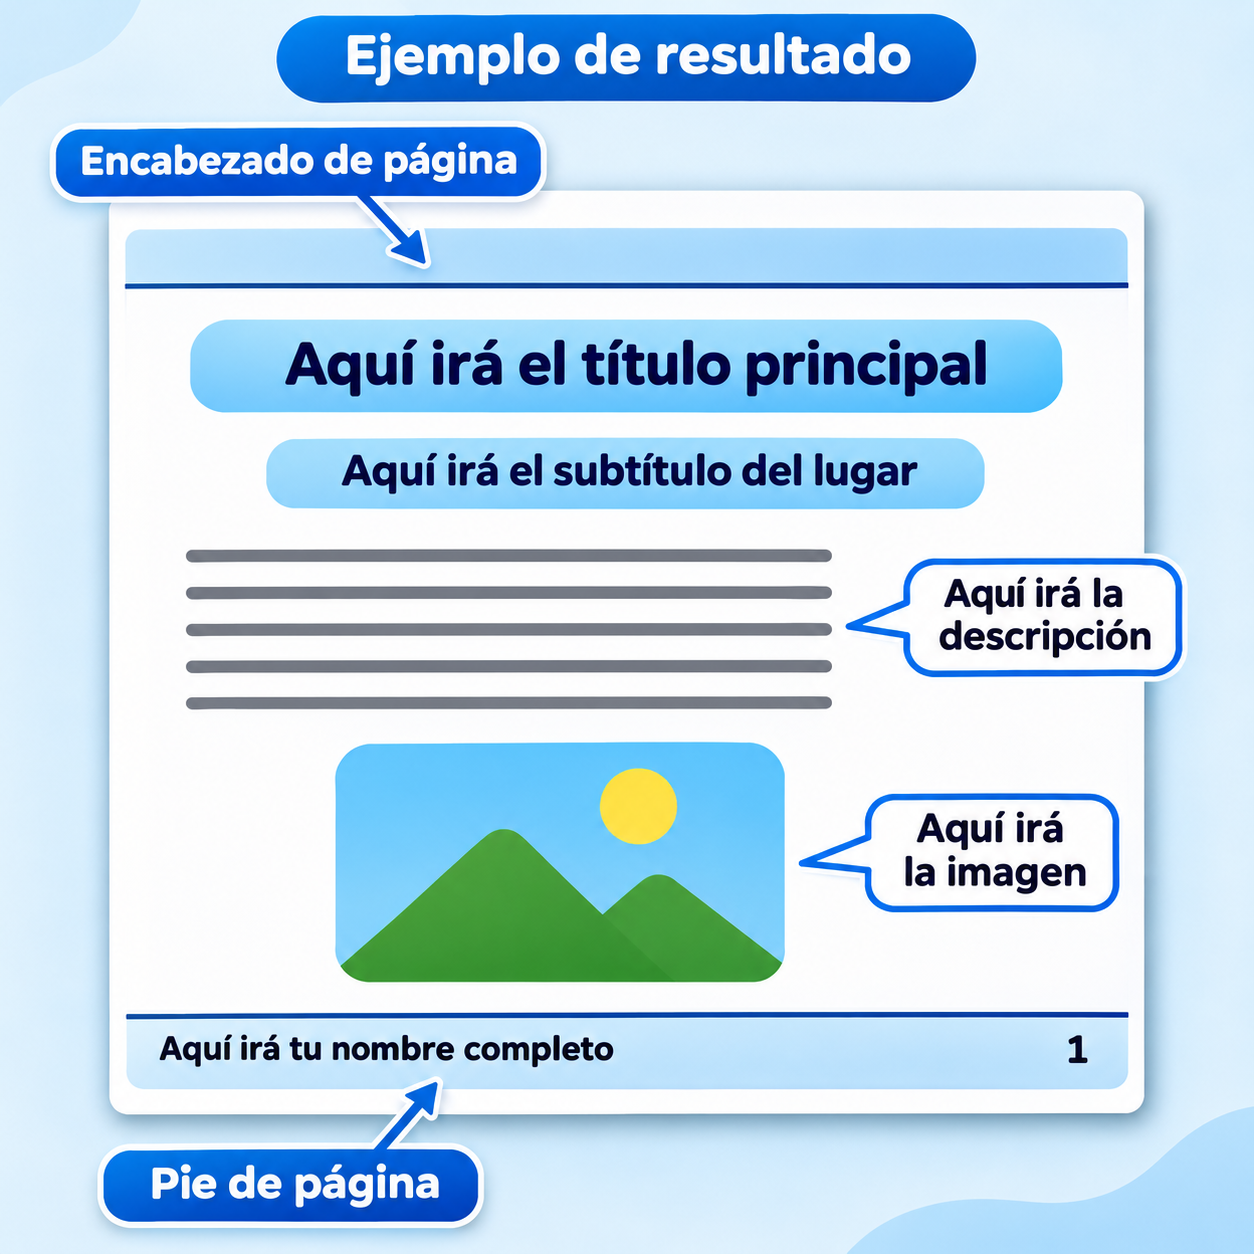 Ejemplo de resultado
Encabezado de página
Aquí irá el título principal
Aquí irá el subtítulo del lugar
Aquí irá la
descripción
Aquí irá
la imagen
Aquí irá tu nombre completo
1
Pie de página